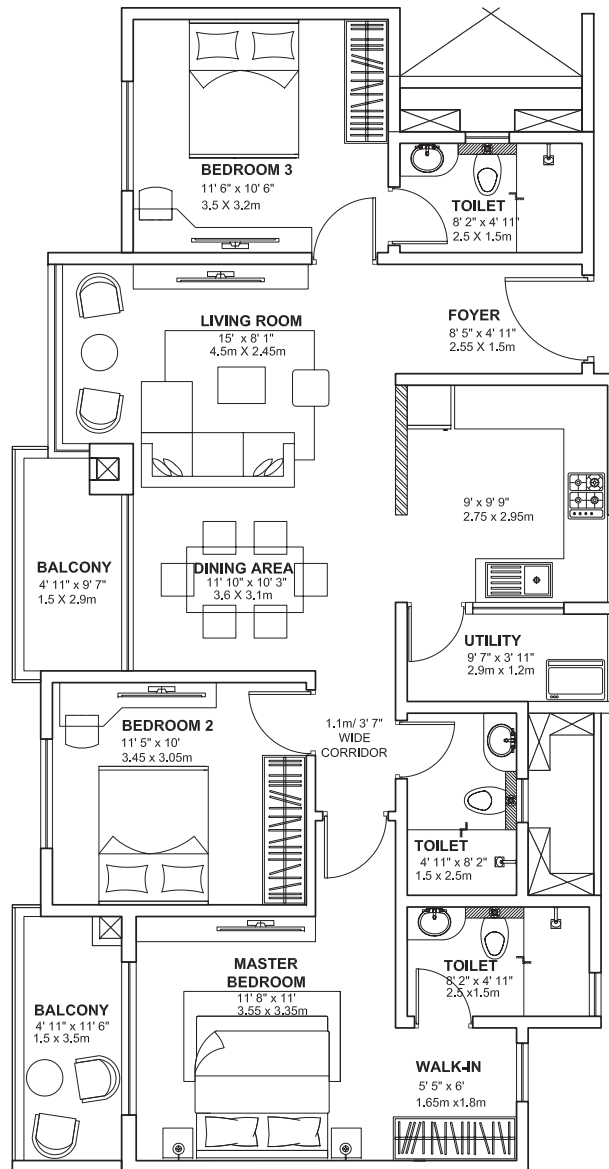 BEDROOM 3
11' 6" x 10' 6"
3.5 X 3.2m
TOILET
8' 2" x 4' 11"
2.5 X 1.5m
LIVING ROOM
15' x 8' 1"
4.5m X 2.45m
FOYER
8' 5" x 4' 11"
2.55 X 1.5m
9' x 9' 9"
2.75 x 2.95m
BALCONY
4' 11" x 9' 7"
1.5 X 2.9m
DINING AREA
11' 10" x 10' 3"
3.6 X 3.1m
UTILITY
9' 7" x 3' 11"
2.9m x 1.2m
BEDROOM 2
11' 5" x 10'
3.45 x 3.05m
1.1m/ 3' 7"
WIDE
CORRIDOR
TOILET
4' 11" x 8' 2"
1.5 x 2.5m
MASTER
BEDROOM
11' 8" x 11'
3.55 x 3.35m
TOILET
8' 2" x 4' 11"
2.5 x1.5m
BALCONY
4' 11" x 11' 6"
1.5 x 3.5m
WALK-IN
5' 5" x 6'
1.65m x1.8m